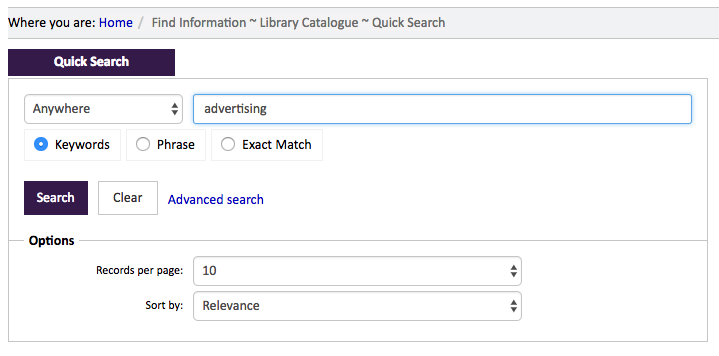 Where you are: Home / Find Information ~ Library Catalogue ~ Quick Search
Quick Search
Anywhere advertising
Keywords Phrase Exact Match
Search Clear Advanced search
Options
Records per page: 10
Sort by: Relevance